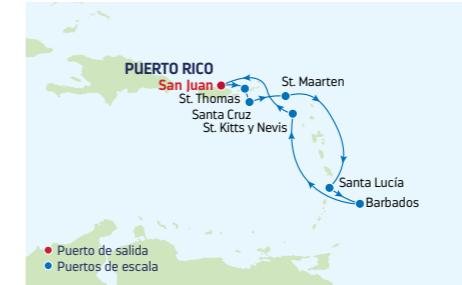 PUERTO RICO
San Juan
St. Thomas
Santa Cruz
St. Maarten
St. Kitts y Nevis
Santa Lucía
Barbados
Puerto de salida
Puertos de escala